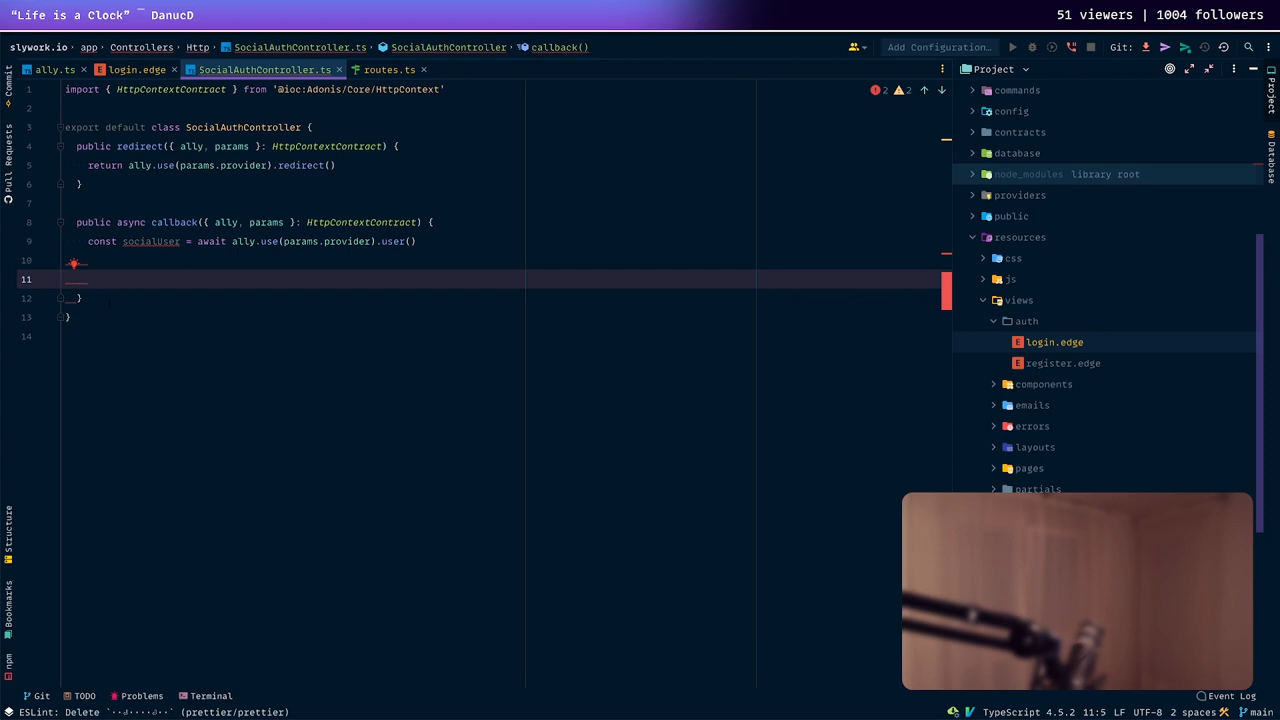 “Life is a Clock” ¯ DanucD
51 viewers | 1004 followers
slywork.io app Controllers Http SocialAuthController.ts SocialAuthController callback()
Add Configuration...
Git:
ally.ts
login.edge
SocialAuthController.ts
routes.ts
Project
1 import { HttpContextContract } from '@ioc:Adonis/Core/HttpContext'
2
3 export default class SocialAuthController {
4 public redirect({ ally, params }: HttpContextContract) {
5 return ally.use(params.provider).redirect()
6 }
7
8 public async callback({ ally, params }: HttpContextContract) {
9 const socialUser = await ally.use(params.provider).user()
10
11
12 }
13 }
14
2 2
commands
config
contracts
database
node_modules library root
providers
public
resources
css
js
views
auth
login.edge
register.edge
components
emails
errors
layouts
pages
partials
Commit
Pull Requests
Structure
Bookmarks
npm
Project
Database
Git
TODO
Problems
Terminal
Event Log
TypeScript 4.5.2 11:5 LF UTF-8 2 spaces main